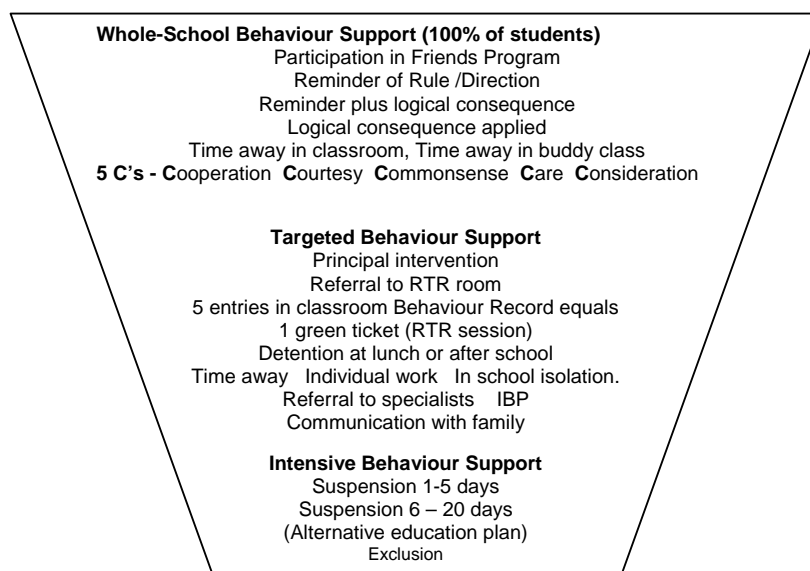 Whole-School Behaviour Support (100% of students)
Participation in Friends Program
Reminder of Rule /Direction
Reminder plus logical consequence
Logical consequence applied
Time away in classroom, Time away in buddy class
5 C's - Cooperation Courtesy Commonsense Care Consideration
Targeted Behaviour Support
Principal intervention
Referral to RTR room
5 entries in classroom Behaviour Record equals
1 green ticket (RTR session)
Detention at lunch or after school
Time away Individual work In school isolation.
Referral to specialists IBP
Communication with family
Intensive Behaviour Support
Suspension 1-5 days
Suspension 6 – 20 days
(Alternative education plan)
Exclusion